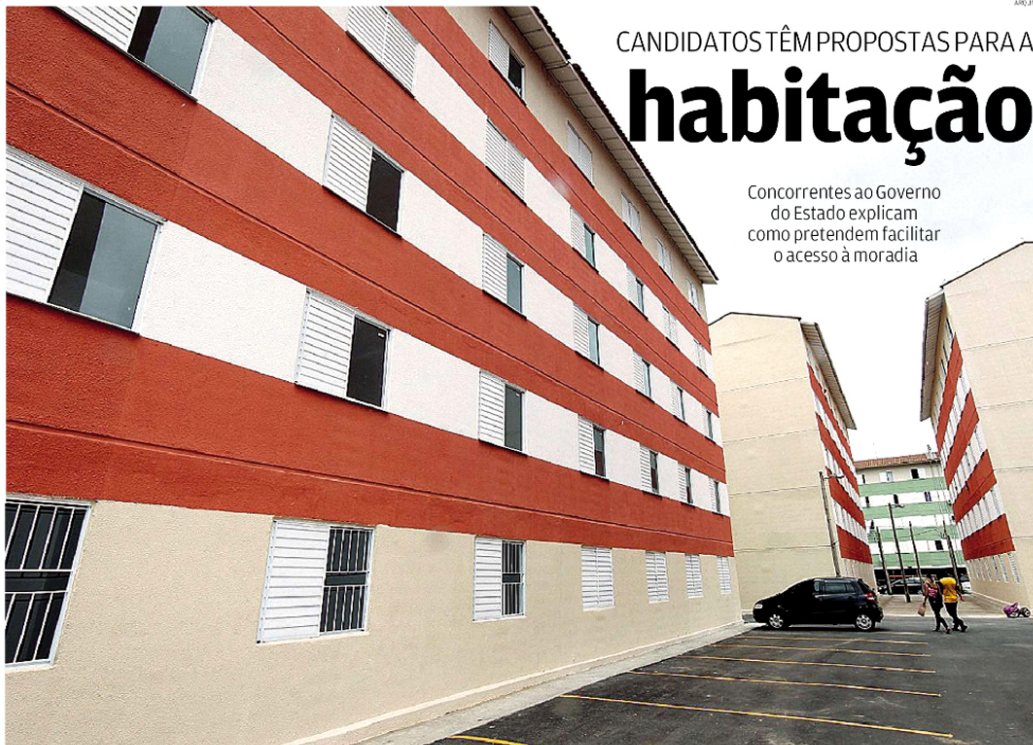 CANDIDATOS TÊM PROPOSTAS PARA A
habitação
Concorrentes ao Governo
do Estado explicam
como pretendem facilitar
o acesso à moradia